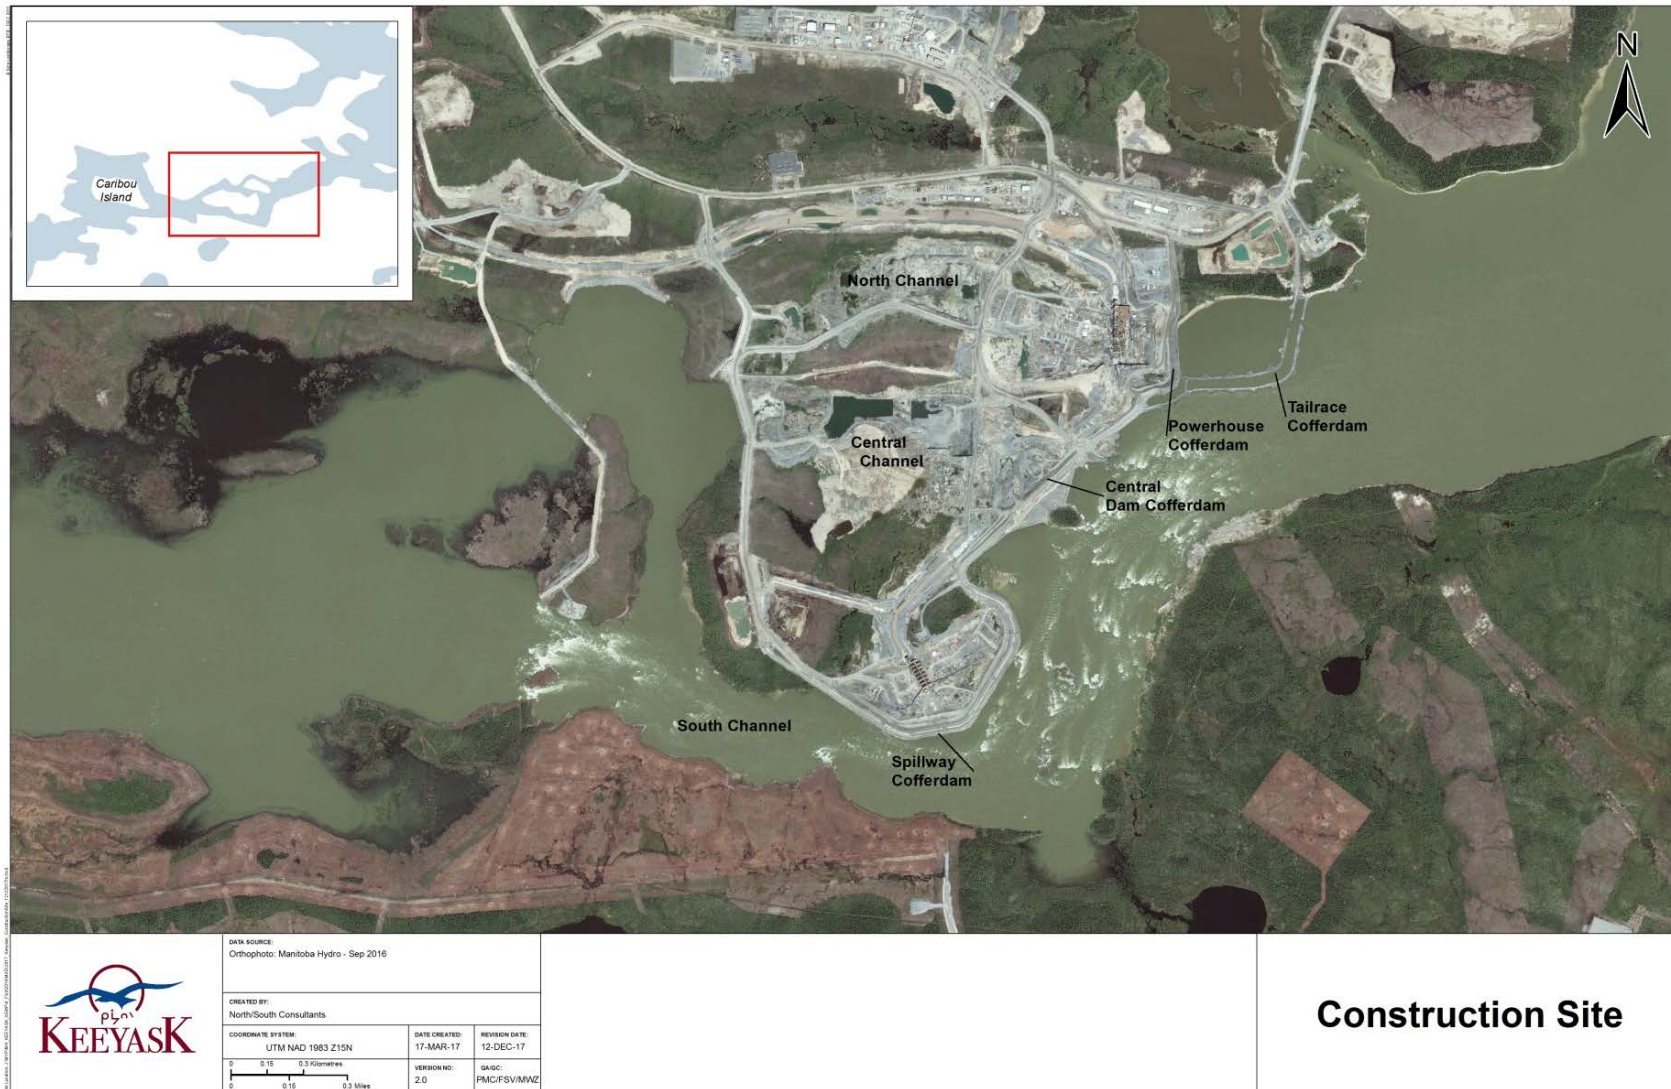 Caribou
Island
N
North Channel
Central
Channel
Powerhouse
Cofferdam
Tailrace
Cofferdam
Central
Dam Cofferdam
South Channel
Spillway
Cofferdam
KEEYASK
DATA SOURCE:
Orthophoto: Manitoba Hydro - Sep 2016
CREATED BY:
North/South Consultants
COORDINATE SYSTEM:
UTM NAD 1983 Z15N
DATE CREATED:
17-MAR-17
REVISION DATE:
12-DEC-17
0 0.15 0.3 Kilometres
0 0.15 0.3 Miles
VERSION NO:
2.0
QA/QC:
PMC/FSV/MWZ
Construction Site